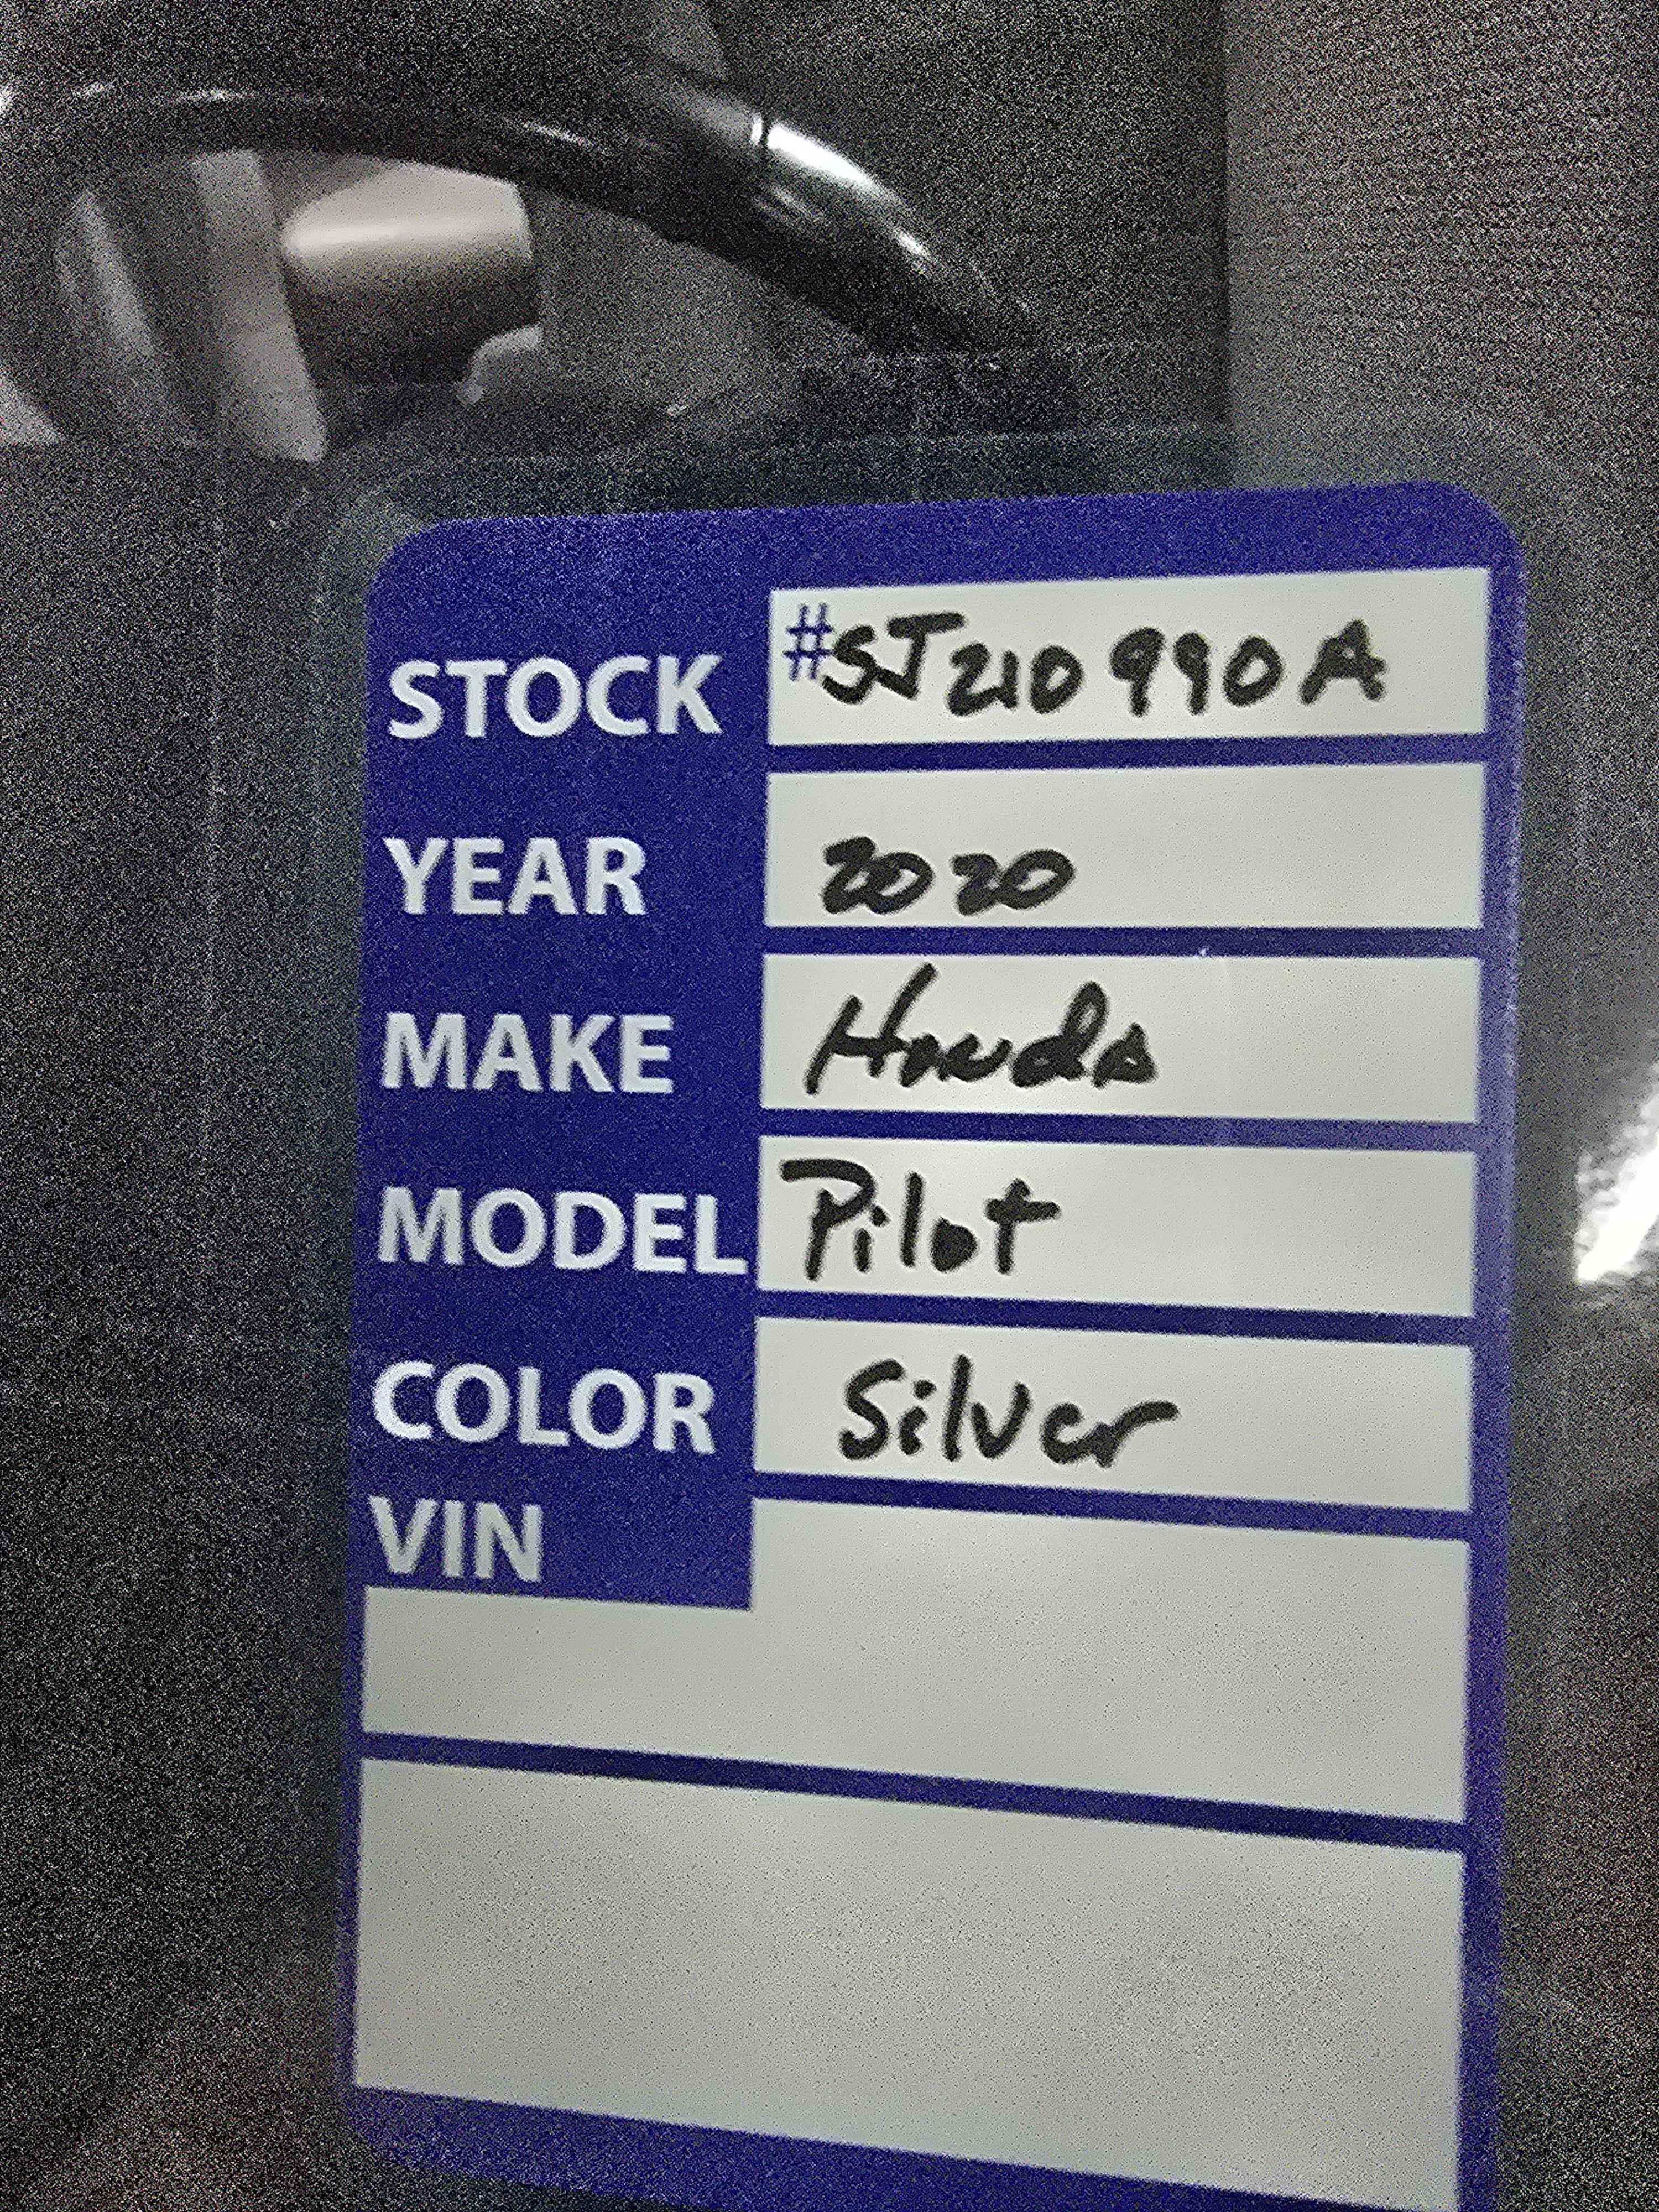 STOCK #SJ210990A
YEAR 2020
MAKE Honda
MODEL Pilot
COLOR Silver
VIN